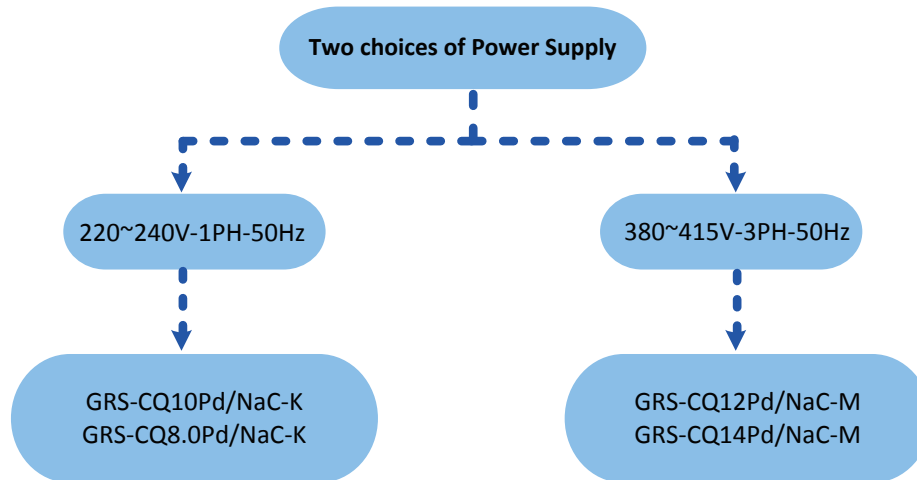 Two choices of Power Supply
220~240V-1PH-50Hz
380~415V-3PH-50Hz
GRS-CQ10Pd/NaC-K
GRS-CQ8.0Pd/NaC-K
GRS-CQ12Pd/NaC-M
GRS-CQ14Pd/NaC-M